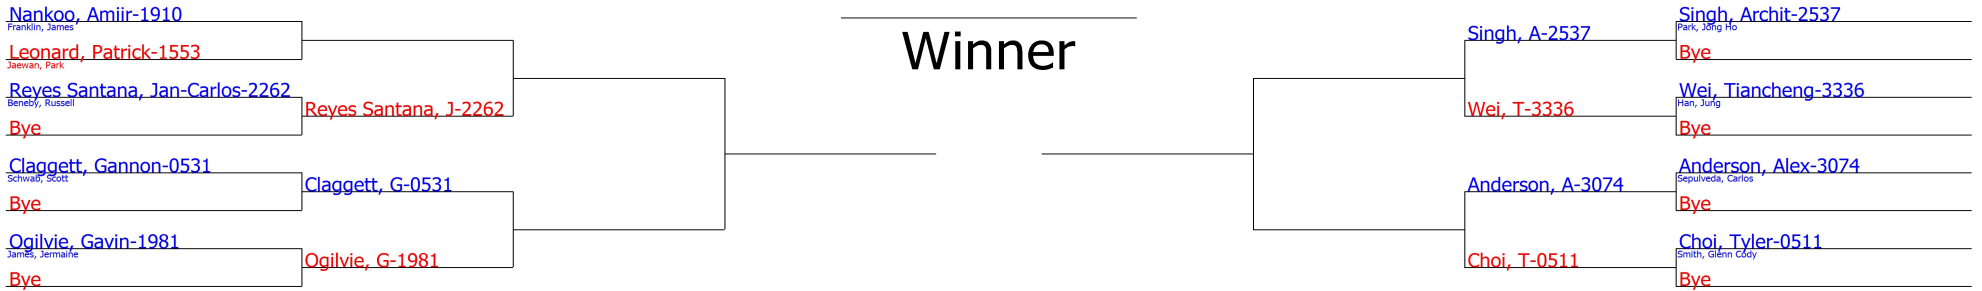 Nankoo, Amiir-1910
Franklin, James
Leonard, Patrick-1553
Jaewan, Park
Reyes Santana, Jan-Carlos-2262
Beneby, Russell
Bye
Reyes Santana, J-2262
Claggett, Gannon-0531
Schwab, Scott
Bye
Claggett, G-0531
Ogilvie, Gavin-1981
James, Jermaine
Bye
Ogilvie, G-1981
Winner
Singh, A-2537
Wei, T-3336
Anderson, A-3074
Choi, T-0511
Singh, Archit-2537
Park, Jong Ho
Bye
Wei, Tiancheng-3336
Han, Jung
Bye
Anderson, Alex-3074
Sepulveda, Carlos
Bye
Choi, Tyler-0511
Smith, Glenn Cody
Bye